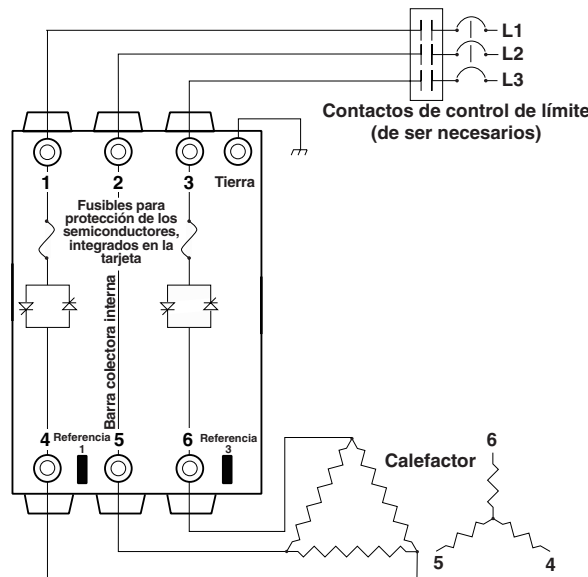 L1
L2
L3
Contactos de control de límite
(de ser necesarios)
1
2
3
Tierra
Fusibles para
protección de los
semiconductores,
integrados en la
tarjeta
Barra colectora interna
4
Referencia
1
5
6
Referencia
3
Calefactor
6
5
4